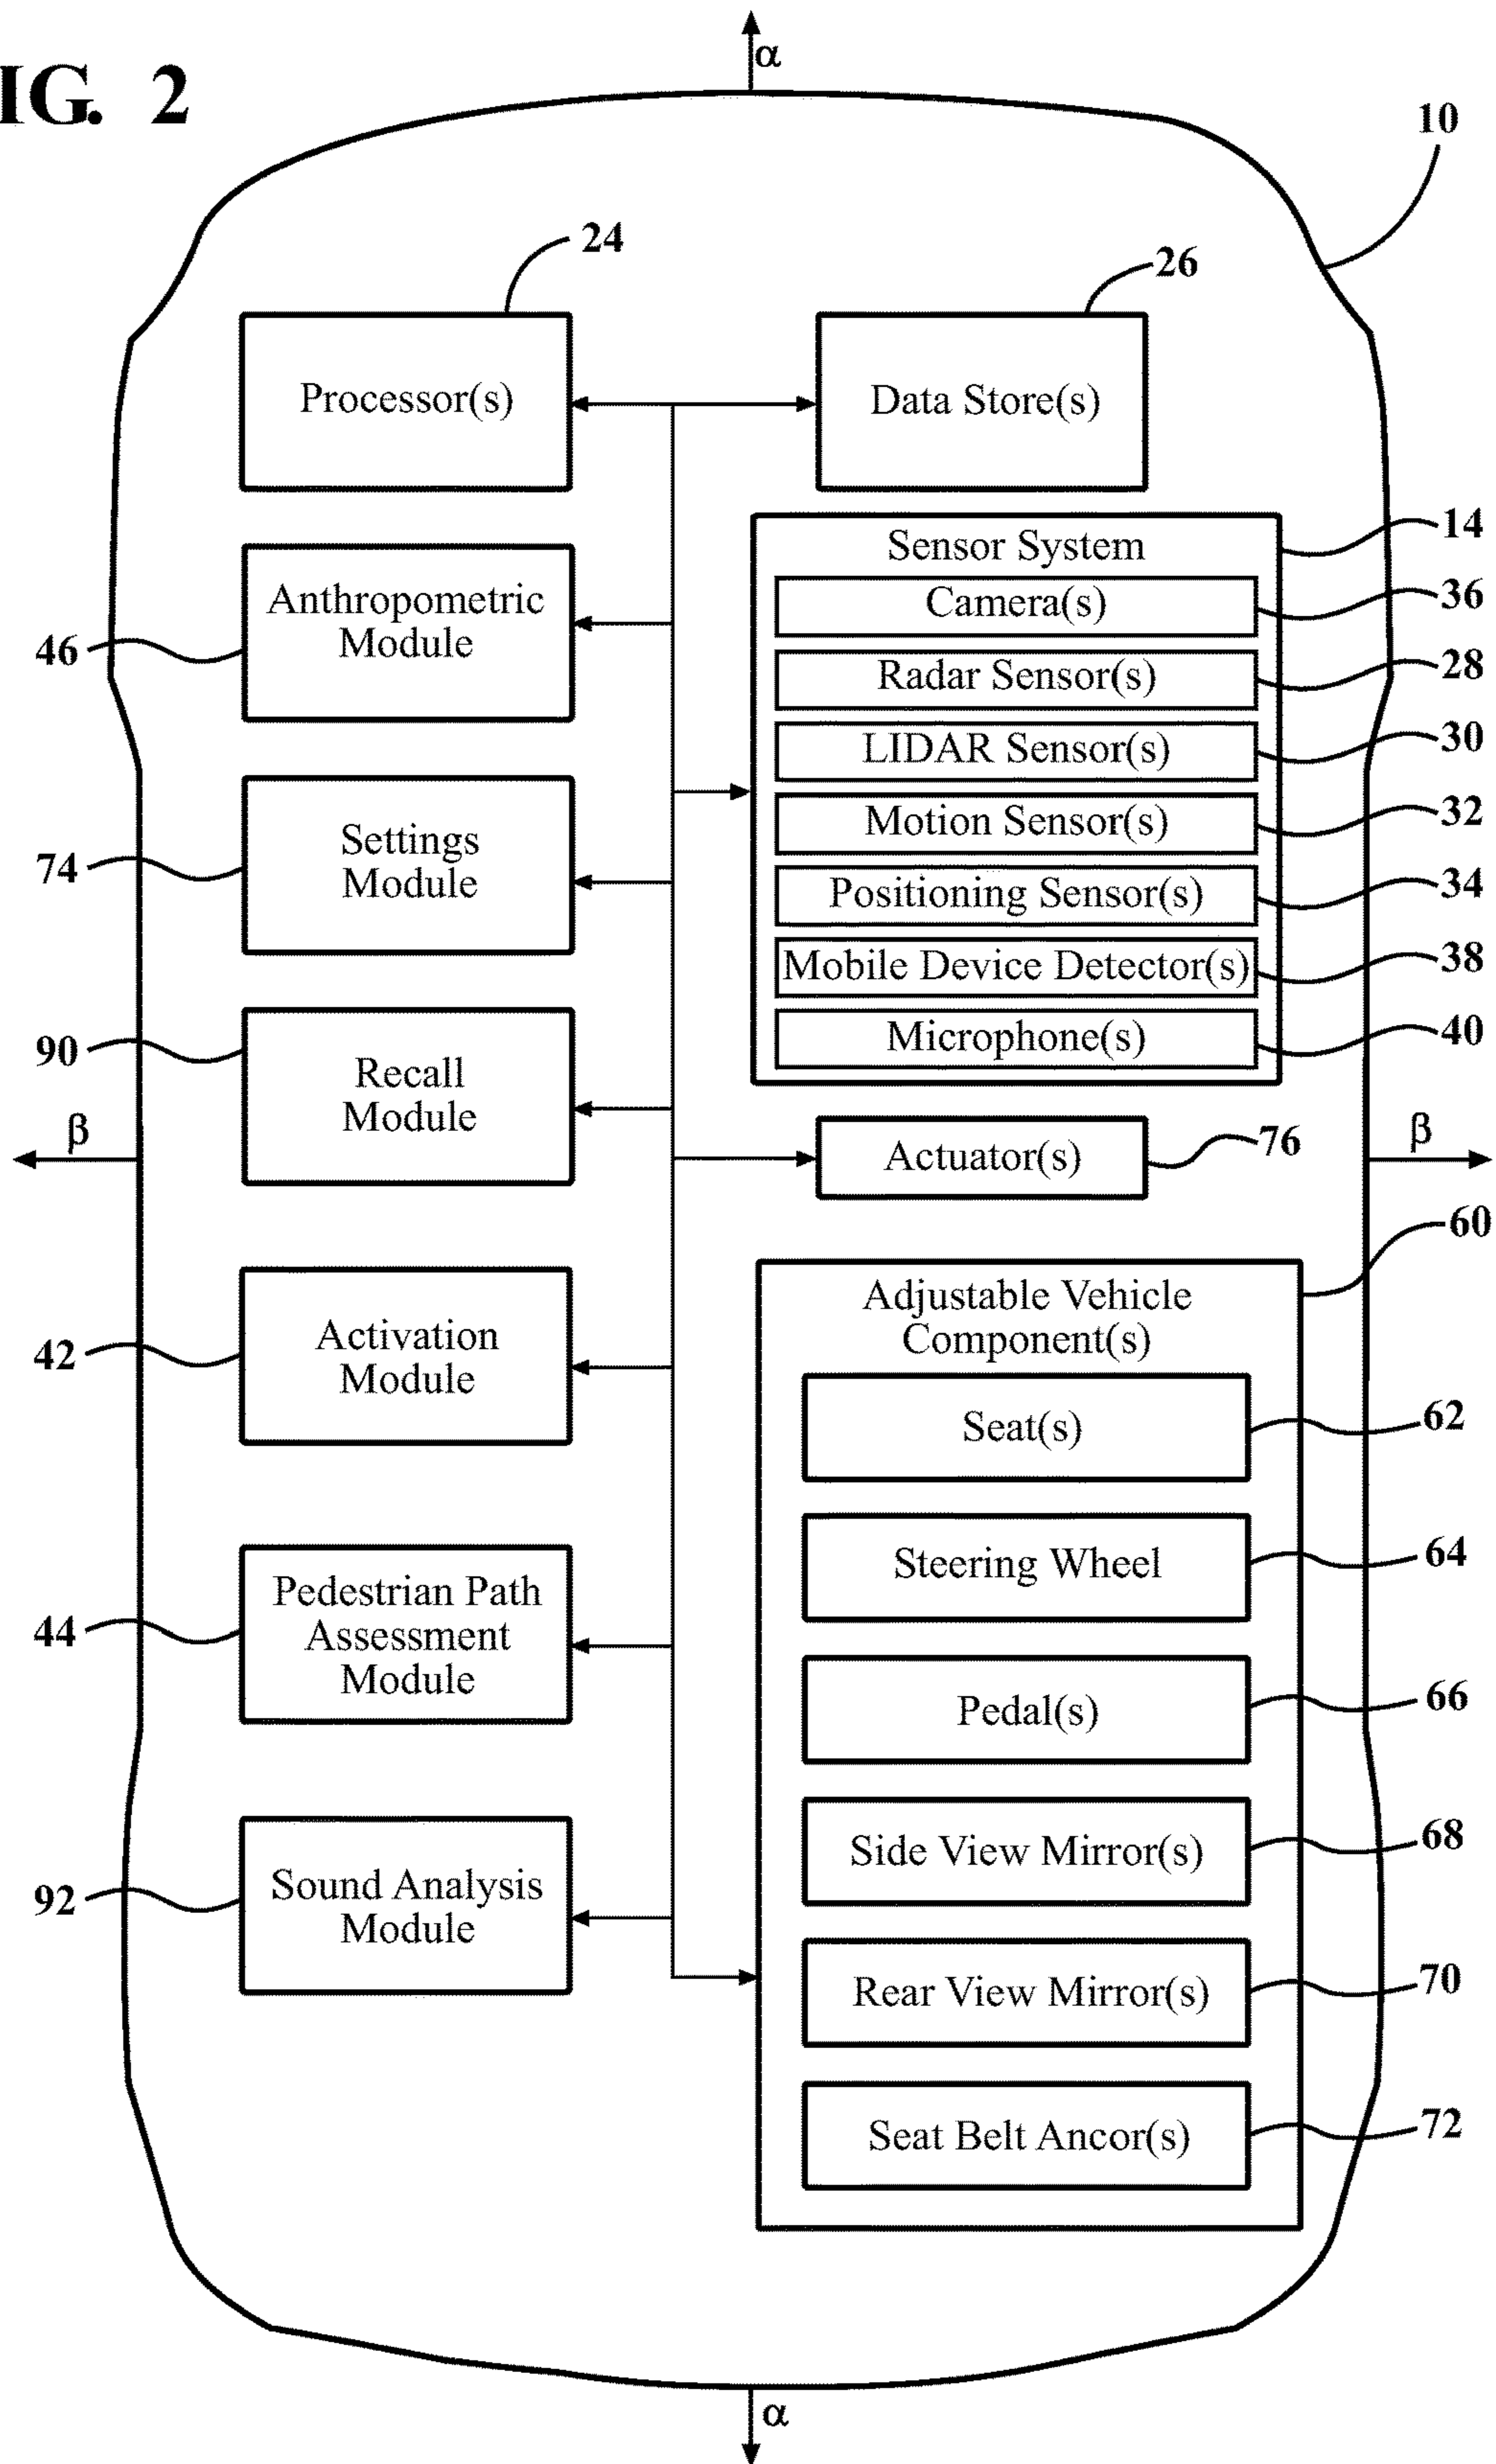 IG. 2
α
10
24
26
Processor(s)
Data Store(s)
14
Sensor System
Camera(s)
36
Radar Sensor(s)
28
LIDAR Sensor(s)
30
Motion Sensor(s)
32
Positioning Sensor(s)
34
Mobile Device Detector(s)
38
Microphone(s)
40
Anthropometric
Module
46
Settings
Module
74
90
Recall
Module
β
β
Actuator(s)
76
60
Activation
Module
42
Adjustable Vehicle
Component(s)
Seat(s)
62
Steering Wheel
64
Pedal(s)
66
Side View Mirror(s)
68
Rear View Mirror(s)
70
Seat Belt Ancor(s)
72
Pedestrian Path
Assessment
Module
44
Sound Analysis
Module
92
α